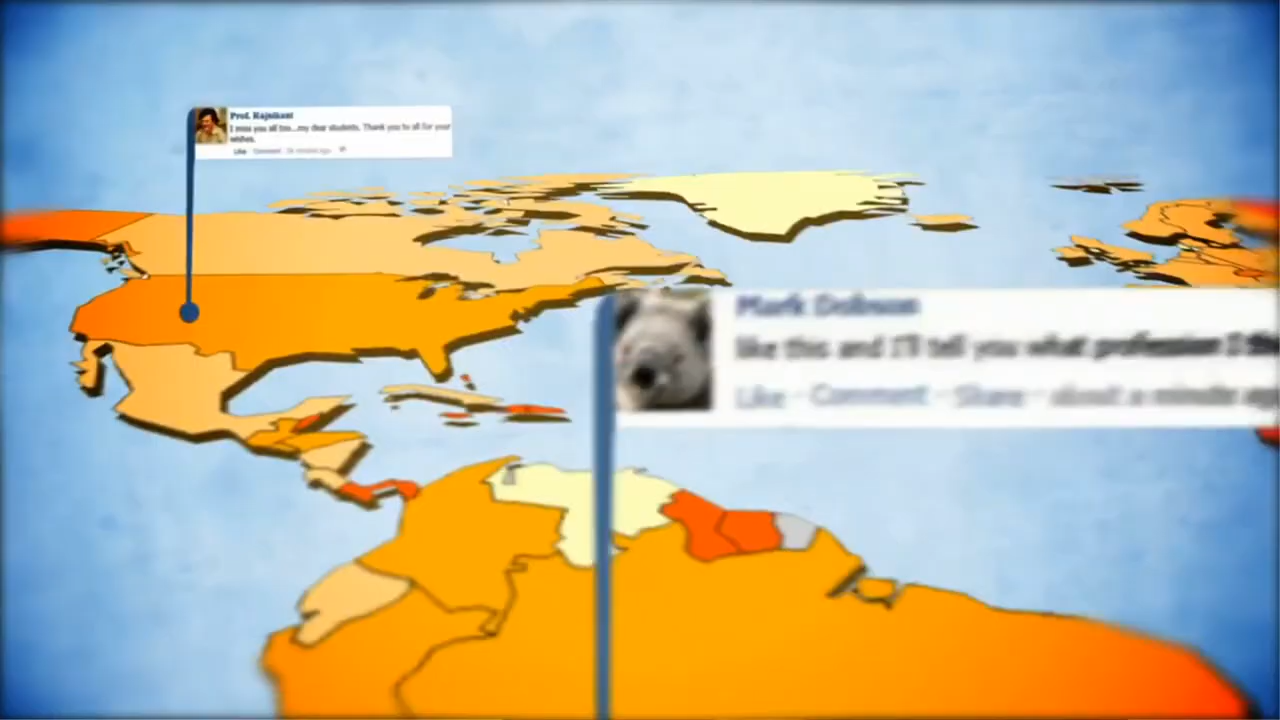 Prof. Rajnikant
I miss you all too...my dear students. Thank you to all for your
wishes.
Like · Comment ·
Mark Dobson
like this and I'll tell you what profession I
Like · Comment · Share · about a minute